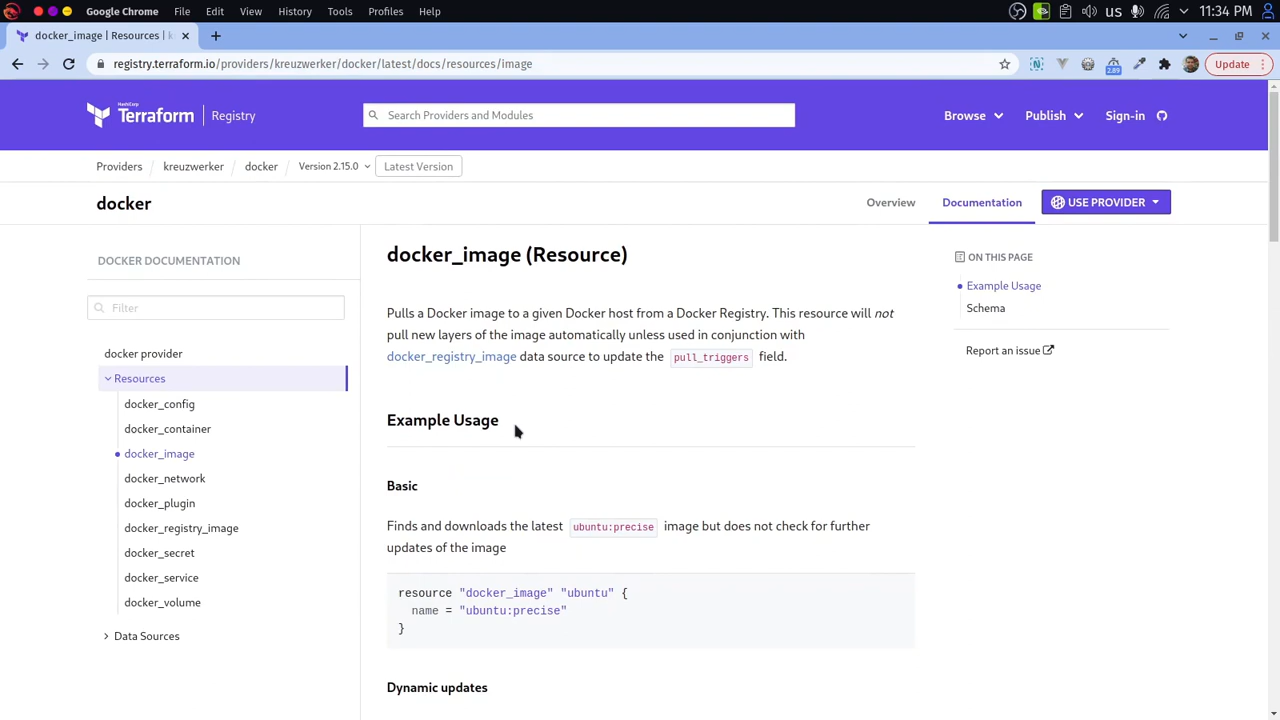 Google Chrome File Edit View History Tools Profiles Help us 11:34 PM
docker_image | Resources | k
registry.terraform.io/providers/kreuzwerker/docker/latest/docs/resources/image 2.89 Update
HashiCorp
Terraform Registry Search Providers and Modules Browse Publish Sign-in
Providers / kreuzwerker / docker / Version 2.15.0 Latest Version
docker Overview Documentation USE PROVIDER
DOCKER DOCUMENTATION
Filter
docker provider
Resources
docker_config
docker_container
docker_image
docker_network
docker_plugin
docker_registry_image
docker_secret
docker_service
docker_volume
Data Sources
docker_image (Resource)
Pulls a Docker image to a given Docker host from a Docker Registry. This resource will not
pull new layers of the image automatically unless used in conjunction with
docker_registry_image data source to update the pull_triggers field.
Example Usage
Basic
Finds and downloads the latest ubuntu:precise image but does not check for further
updates of the image
resource "docker_image" "ubuntu" {
name = "ubuntu:precise"
}
Dynamic updates
ON THIS PAGE
Example Usage
Schema
Report an issue